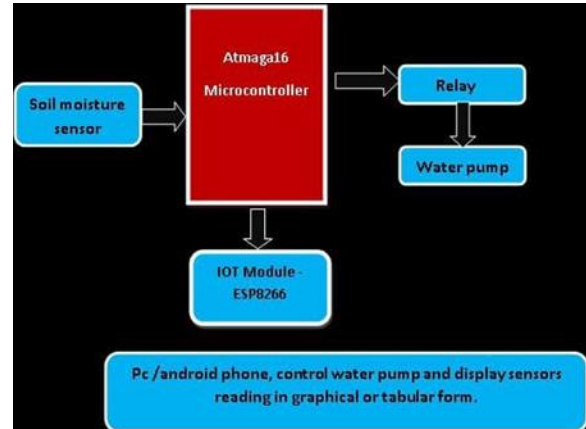 Atmaga16
Microcontroller
Soil moisture
sensor
Relay
Water pump
IOT Module -
ESP8266
Pc /android phone, control water pump and display sensors
reading in graphical or tabular form.